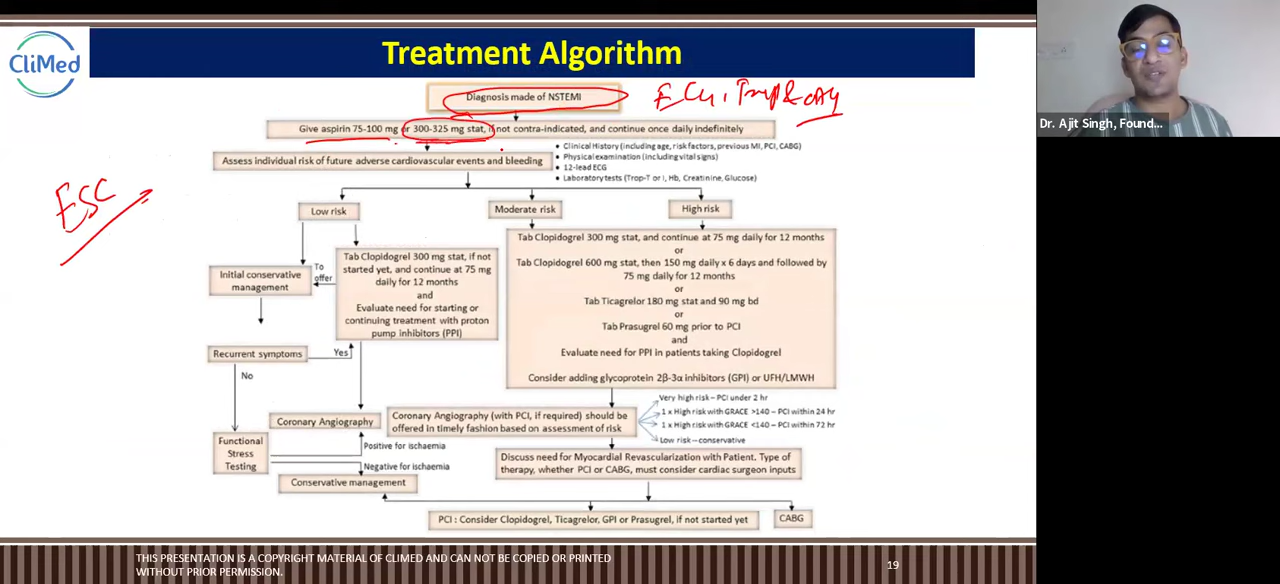 CliMed
Treatment Algorithm
Diagnosis made of NSTEMI
Give aspirin 75-100 mg or 300-325 mg stat, if not contra-indicated, and continue once daily indefinitely
Assess individual risk of future adverse cardiovascular events and bleeding
• Clinical History (including age, risk factors, previous MI, PCI, CABG)
• Physical examination (including vital signs)
• 12-lead ECG
• Laboratory tests (Trop-T or I, Hb, Creatinine, Glucose)
ESC
Low risk
Moderate risk
High risk
Initial conservative
management
To
offer
Tab Clopidogrel 300 mg stat, if not
started yet, and continue at 75 mg
daily for 12 months
and
Evaluate need for starting or
continuing treatment with proton
pump inhibitors (PPI)
Tab Clopidogrel 300 mg stat, and continue at 75 mg daily for 12 months
or
Tab Clopidogrel 600 mg stat, then 150 mg daily x 6 days and followed by
75 mg daily for 12 months
or
Tab Ticagrelor 180 mg stat and 90 mg bd
or
Tab Prasugrel 60 mg prior to PCI
and
Evaluate need for PPI in patients taking Clopidogrel
Consider adding glycoprotein 2β-3α inhibitors (GPI) or UFH/LMWH
Recurrent symptoms
Yes
No
Coronary Angiography
Coronary Angiography (with PCI, if required) should be
offered in timely fashion based on assessment of risk
Very high risk – PCI under 2 hr
1 x High risk with GRACE >140 – PCI within 24 hr
1 x High risk with GRACE <140 – PCI within 72 hr
Low risk – conservative
Functional
Stress
Testing
Positive for ischaemia
Negative for ischaemia
Conservative management
Discuss need for Myocardial Revascularization with Patient. Type of
therapy, whether PCI or CABG, must consider cardiac surgeon inputs
PCI : Consider Clopidogrel, Ticagrelor, GPI or Prasugrel, if not started yet
CABG
THIS PRESENTATION IS A COPYRIGHT MATERIAL OF CLIMED AND CAN NOT BE COPIED OR PRINTED
WITHOUT PRIOR PERMISSION.
19
Dr. Ajit Singh, Found...